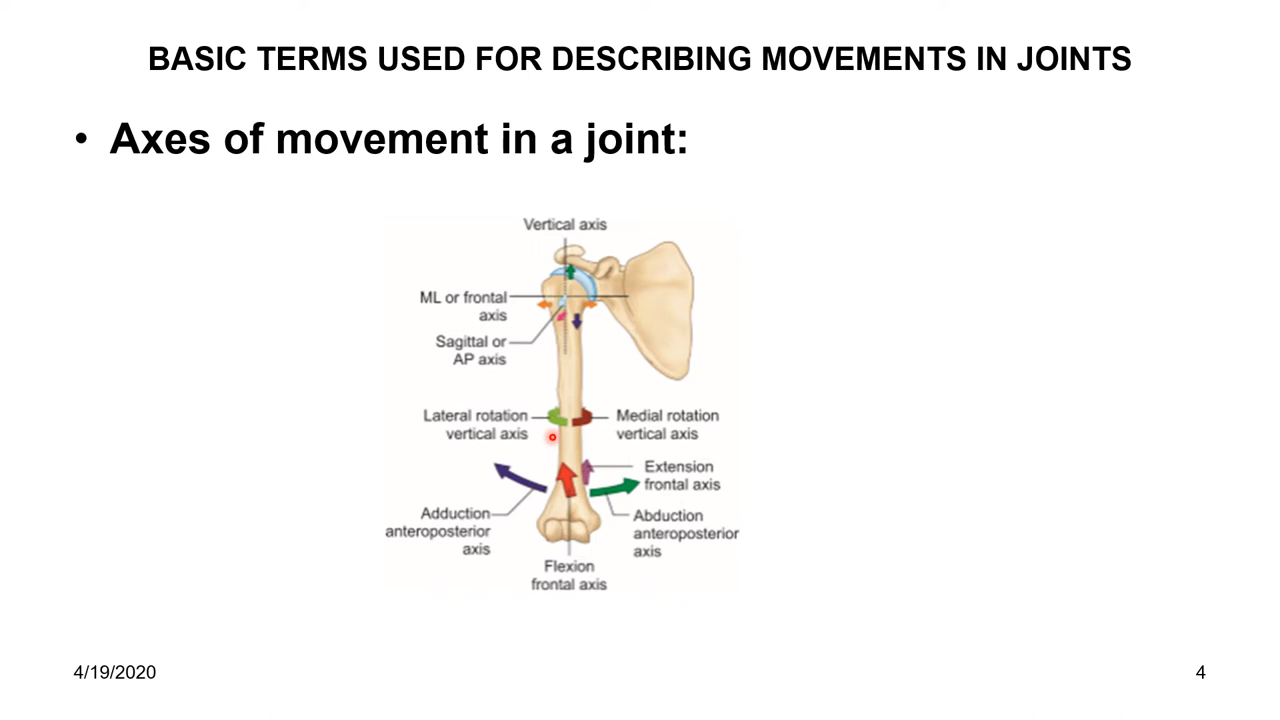 BASIC TERMS USED FOR DESCRIBING MOVEMENTS IN JOINTS
• Axes of movement in a joint:
Vertical axis
ML or frontal
axis
Sagittal or
AP axis
Lateral rotation
vertical axis
Medial rotation
vertical axis
Extension
frontal axis
Adduction
anteroposterior
axis
Abduction
anteroposterior
axis
Flexion
frontal axis
4/19/2020
4